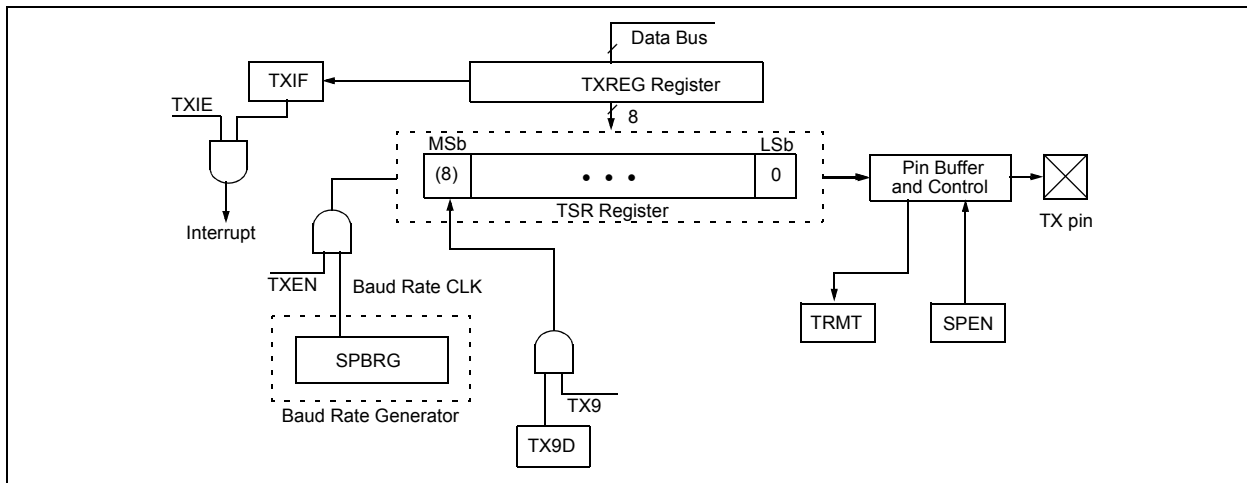 Data Bus
TXIF
TXREG Register
TXIE
8
MSb
LSb
(8)
• • •
0
Pin Buffer
and Control
TSR Register
Interrupt
TX pin
TXEN
Baud Rate CLK
TRMT
SPEN
SPBRG
TX9
Baud Rate Generator
TX9D